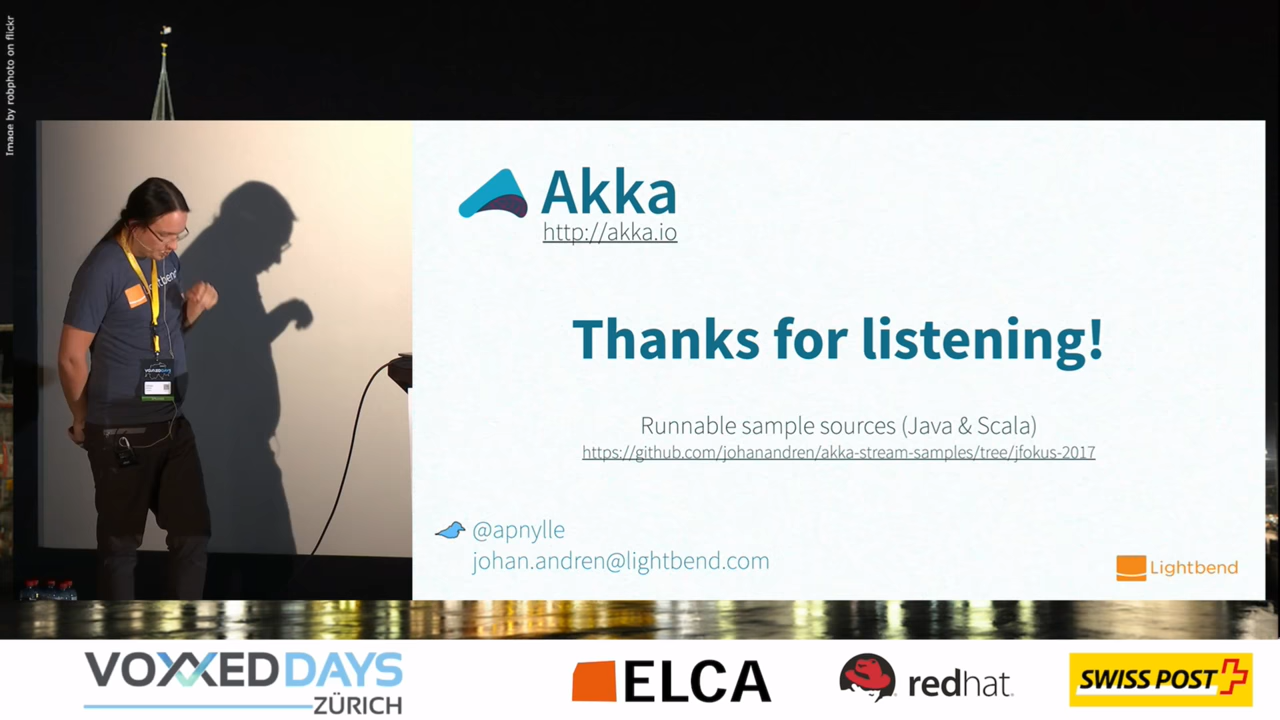 Image by robphoto on flickr
Akka
http://akka.io
Thanks for listening!
Runnable sample sources (Java & Scala)
https://github.com/johanandren/akka-stream-samples/tree/jfokus-2017
@apnylle
johan.andren@lightbend.com
Lightbend
VOXXED DAYS
ZÜRICH
ELCA
redhat.
SWISS POST